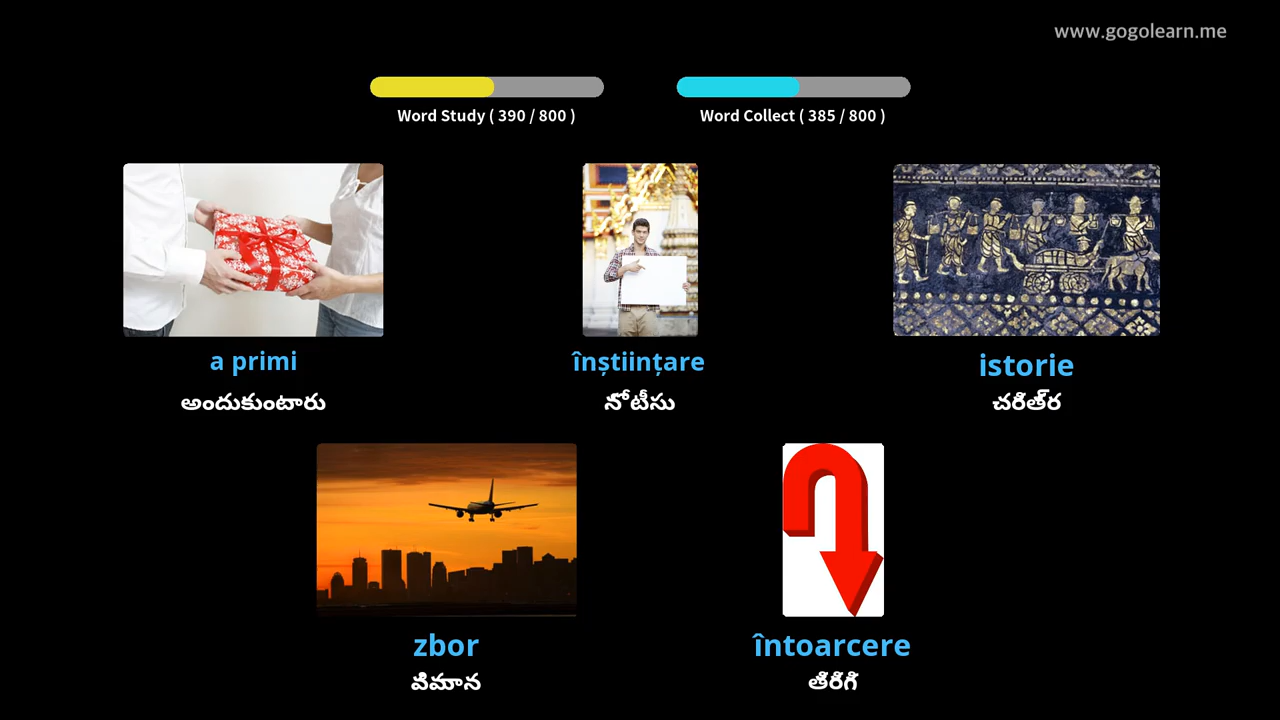 www.gogolearn.me
Word Study ( 390 / 800 )
Word Collect ( 385 / 800 )
a primi
అందుకుంటారు
înștiințare
నోటీసు
istorie
చరిత్ర
zbor
విమాన
întoarcere
తిరిగి